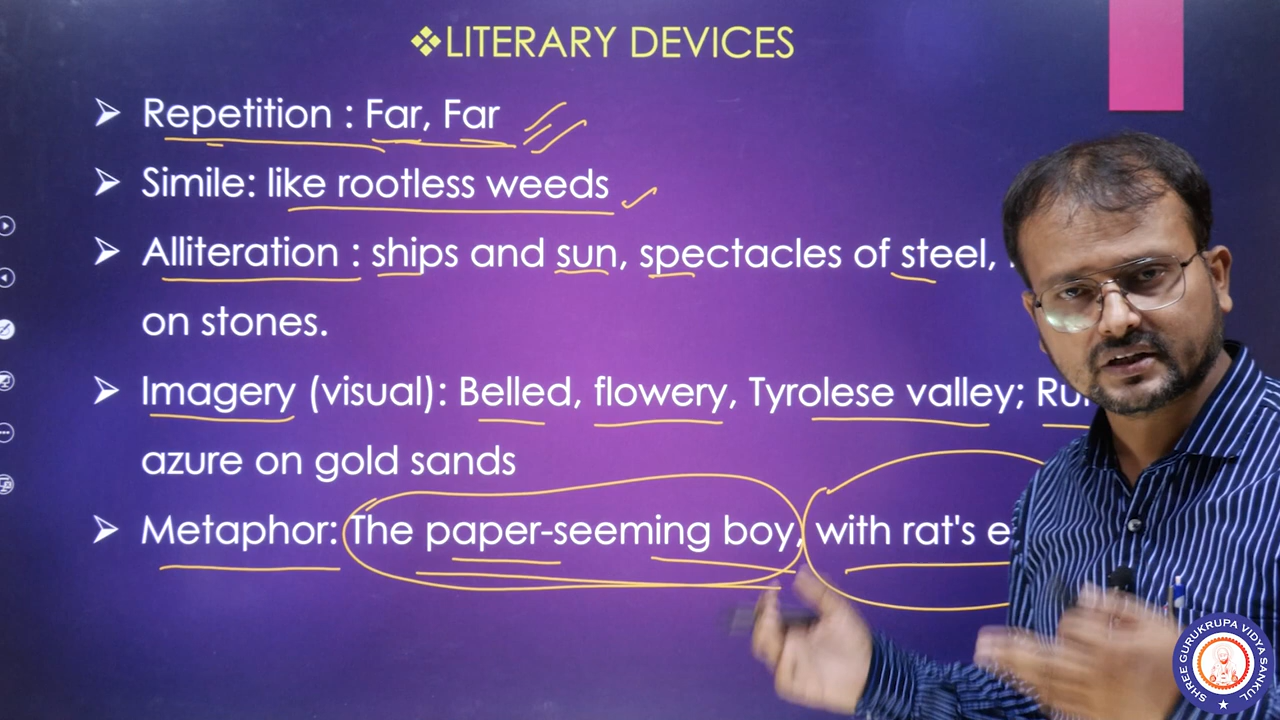 ❖LITERARY DEVICES
➢ Repetition : Far, Far
➢ Simile: like rootless weeds
➢ Alliteration : ships and sun, spectacles of steel,
on stones.
➢ Imagery (visual): Belled, flowery, Tyrolese valley;
azure on gold sands
➢ Metaphor: The paper-seeming boy, with rat's
SHREE GURUKRUPA VIDYA SANKUL